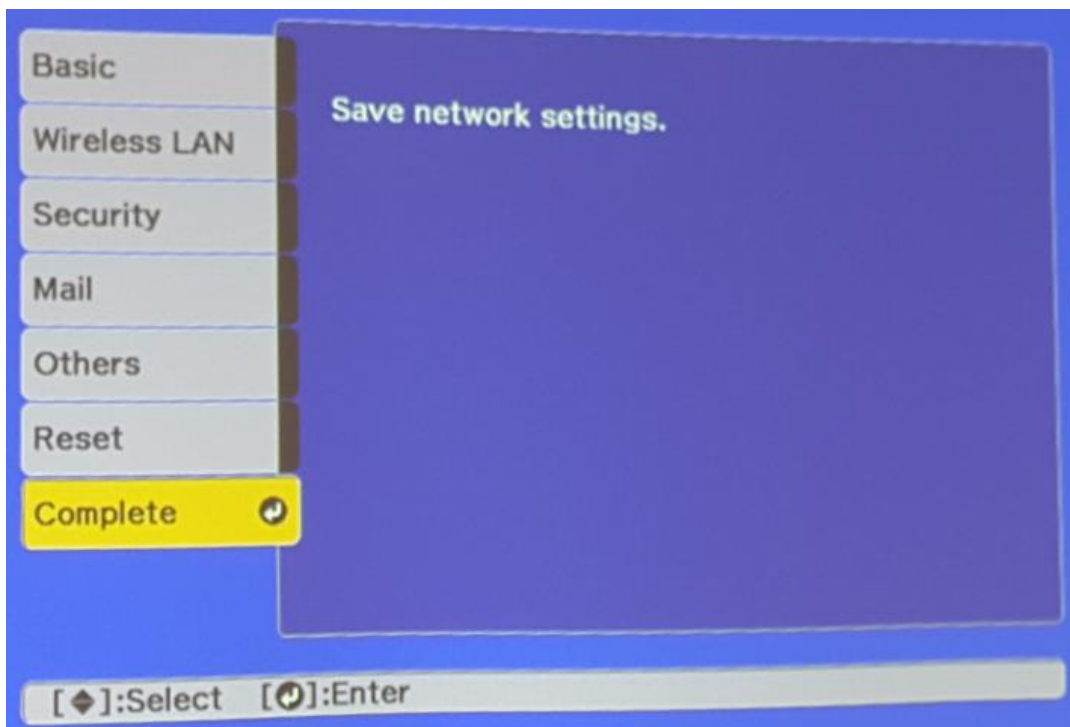 Basic
Save network settings.
Wireless LAN
Security
Mail
Others
Reset
Complete
[◆]:Select [⏎]:Enter